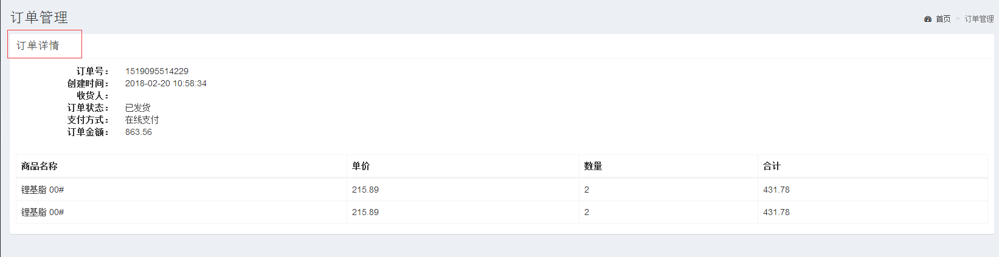 订单管理
首页 > 订单管理
订单详情
订单号： 1519095514229
创建时间： 2018-02-20 10:58:34
收货人：
订单状态： 已发货
支付方式： 在线支付
订单金额： 863.56
商品名称 单价 数量 合计
锂基脂 00# 215.89 2 431.78
锂基脂 00# 215.89 2 431.78